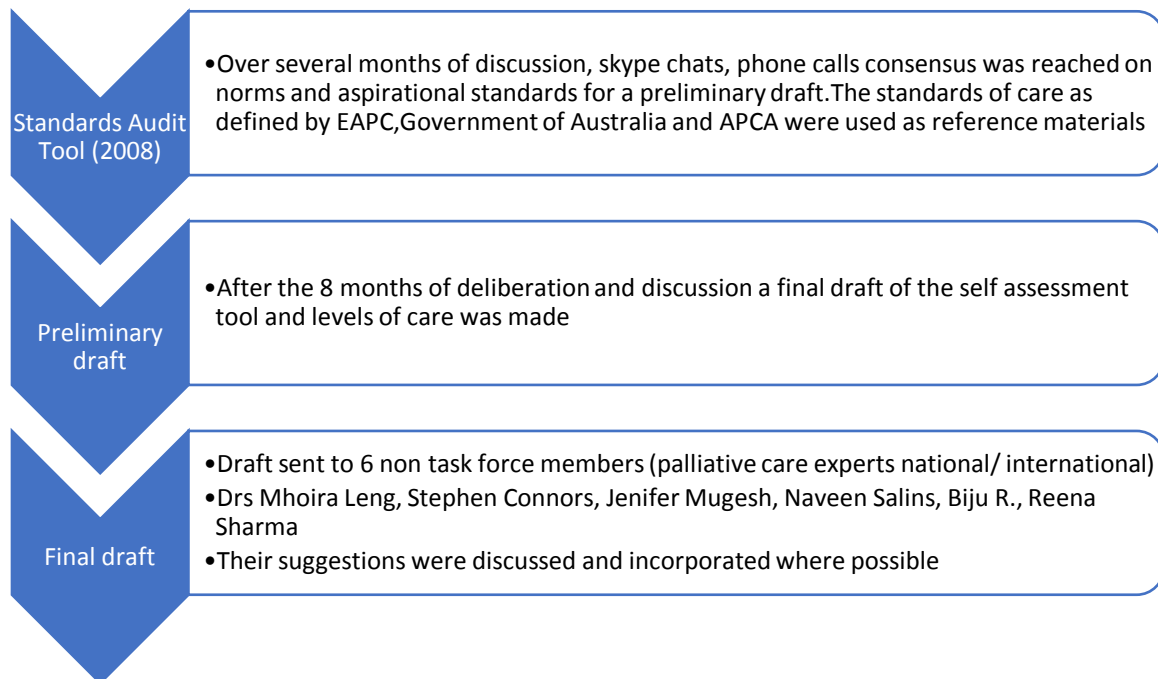 Standards Audit
Tool (2008)
•Over several months of discussion, skype chats, phone calls consensus was reached on
norms and aspirational standards for a preliminary draft.The standards of care as
defined by EAPC,Government of Australia and APCA were used as reference materials
Preliminary
draft
•After the 8 months of deliberation and discussion a final draft of the self assessment
tool and levels of care was made
Final draft
•Draft sent to 6 non task force members (palliative care experts national/ international)
•Drs Mhoira Leng, Stephen Connors, Jenifer Mugesh, Naveen Salins, Biju R., Reena
Sharma
•Their suggestions were discussed and incorporated where possible